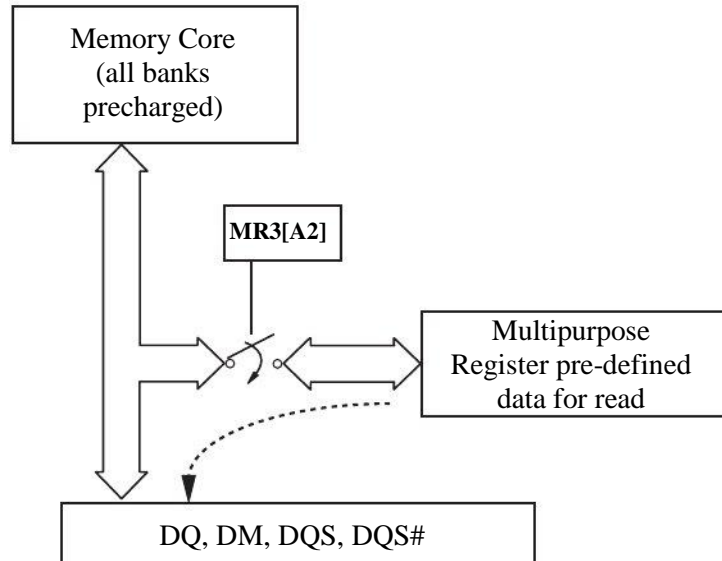 Memory Core
(all banks
precharged)
MR3[A2]
Multipurpose
Register pre-defined
data for read
DQ, DM, DQS, DQS#